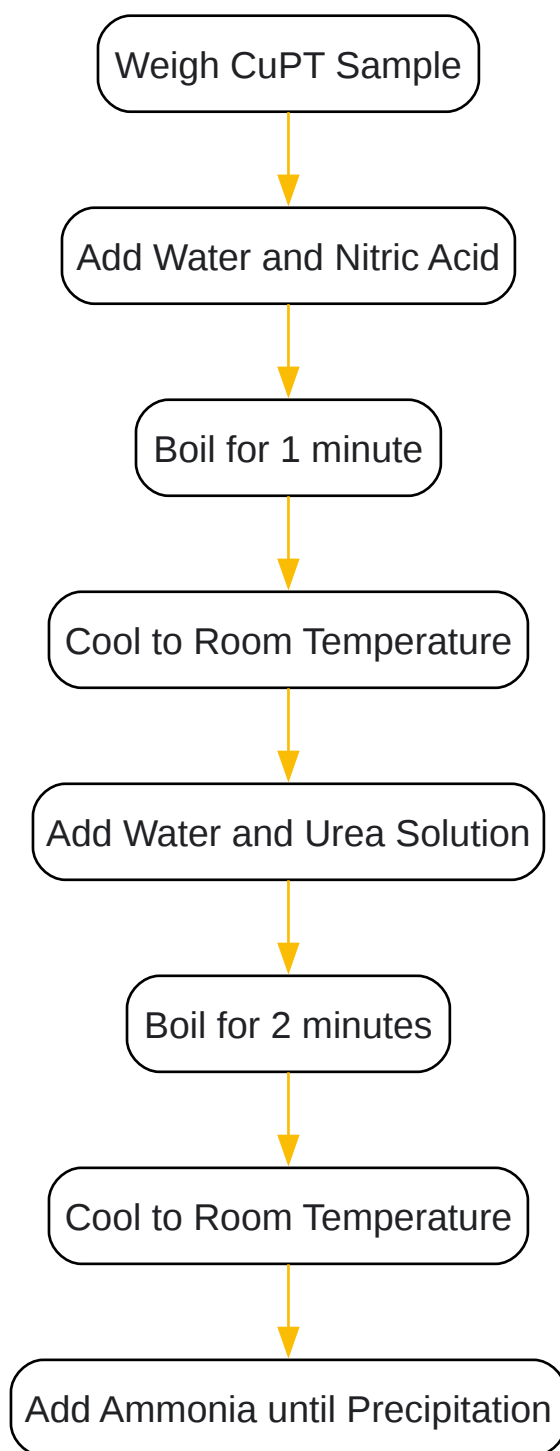 Weigh CuPT Sample
Add Water and Nitric Acid
Boil for 1 minute
Cool to Room Temperature
Add Water and Urea Solution
Boil for 2 minutes
Cool to Room Temperature
Add Ammonia until Precipitation